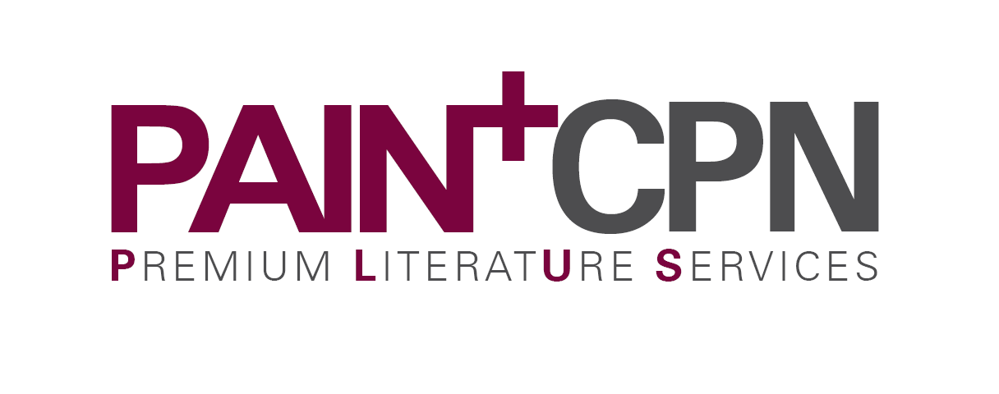 PAIN+CPN
PREMIUM LITERATURE SERVICES